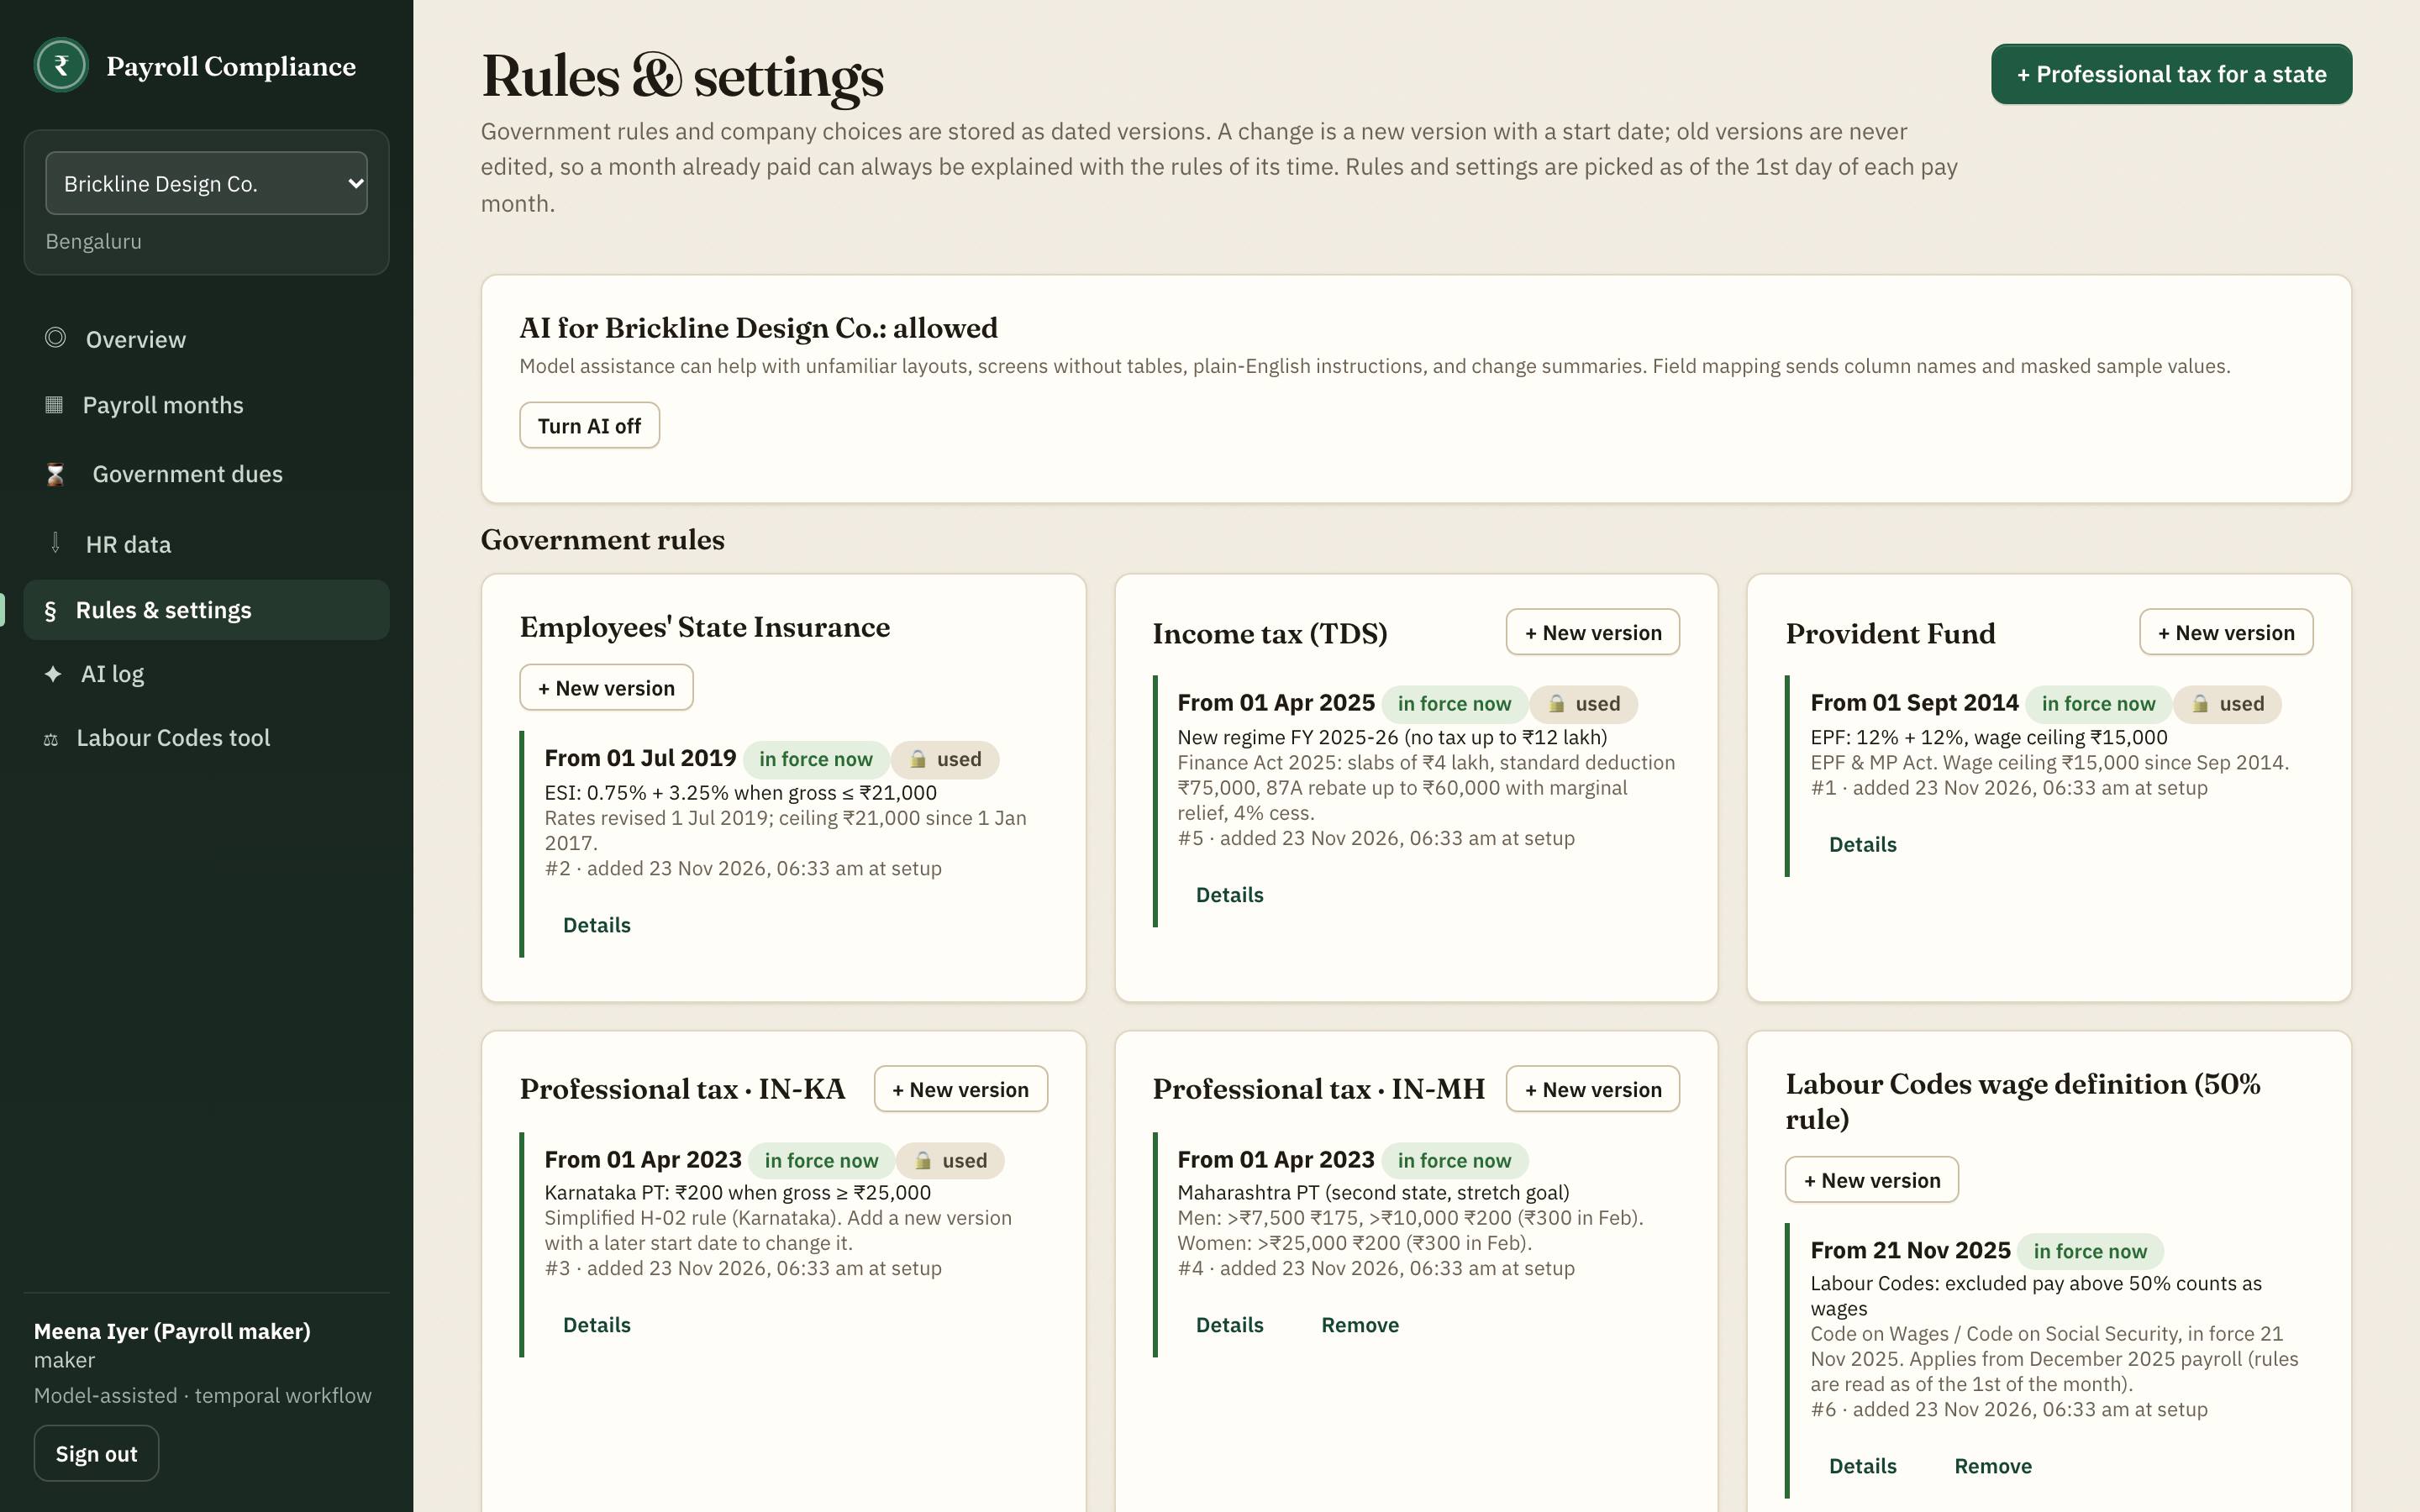 ₹ Payroll Compliance
Brickline Design Co.
Bengaluru
Overview
Payroll months
Government dues
HR data
§ Rules & settings
AI log
Labour Codes tool
Meena Iyer (Payroll maker)
maker
Model-assisted · temporal workflow
Sign out
Rules & settings
+ Professional tax for a state
Government rules and company choices are stored as dated versions. A change is a new version with a start date; old versions are never
edited, so a month already paid can always be explained with the rules of its time. Rules and settings are picked as of the 1st day of each pay
month.
AI for Brickline Design Co.: allowed
Model assistance can help with unfamiliar layouts, screens without tables, plain-English instructions, and change summaries. Field mapping sends column names and masked sample values.
Turn AI off
Government rules
Employees' State Insurance
+ New version
From 01 Jul 2019 in force now used
ESI: 0.75% + 3.25% when gross ≤ ₹21,000
Rates revised 1 Jul 2019; ceiling ₹21,000 since 1 Jan
2017.
#2 · added 23 Nov 2026, 06:33 am at setup
Details
Income tax (TDS)
+ New version
From 01 Apr 2025 in force now used
New regime FY 2025-26 (no tax up to ₹12 lakh)
Finance Act 2025: slabs of ₹4 lakh, standard deduction
₹75,000, 87A rebate up to ₹60,000 with marginal
relief, 4% cess.
#5 · added 23 Nov 2026, 06:33 am at setup
Details
Provident Fund
+ New version
From 01 Sept 2014 in force now used
EPF: 12% + 12%, wage ceiling ₹15,000
EPF & MP Act. Wage ceiling ₹15,000 since Sep 2014.
#1 · added 23 Nov 2026, 06:33 am at setup
Details
Professional tax · IN-KA
+ New version
From 01 Apr 2023 in force now used
Karnataka PT: ₹200 when gross ≥ ₹25,000
Simplified H-02 rule (Karnataka). Add a new version
with a later start date to change it.
#3 · added 23 Nov 2026, 06:33 am at setup
Details
Professional tax · IN-MH
+ New version
From 01 Apr 2023 in force now
Maharashtra PT (second state, stretch goal)
Men: >₹7,500 ₹175, >₹10,000 ₹200 (₹300 in Feb).
Women: >₹25,000 ₹200 (₹300 in Feb).
#4 · added 23 Nov 2026, 06:33 am at setup
Details Remove
Labour Codes wage definition (50%
rule)
+ New version
From 21 Nov 2025 in force now
Labour Codes: excluded pay above 50% counts as
wages
Code on Wages / Code on Social Security, in force 21
Nov 2025. Applies from December 2025 payroll (rules
are read as of the 1st of the month).
#6 · added 23 Nov 2026, 06:33 am at setup
Details Remove